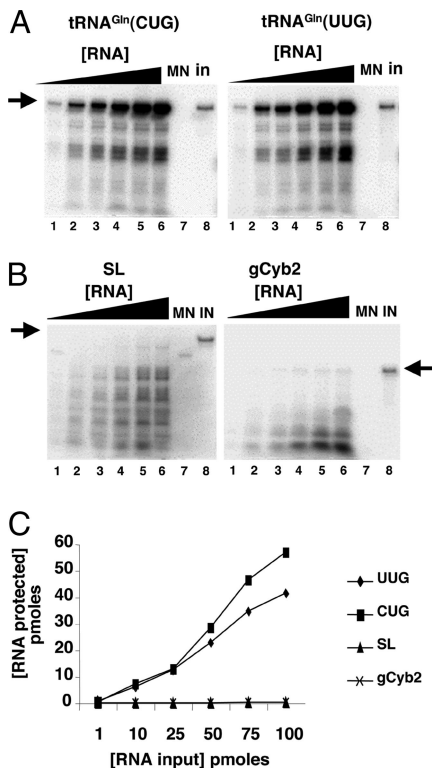 A
tRNAGln(CUG) tRNAGln(UUG)
[RNA] [RNA]
MN in MN in
1 2 3 4 5 6 7 8 1 2 3 4 5 6 7 8
B
SL gCyb2
[RNA] [RNA]
MN IN MN IN
1 2 3 4 5 6 7 8 1 2 3 4 5 6 7 8
C
[RNA protected]
pmoles
60
50
40
30
20
10
0
1 10 25 50 75 100
[RNA input] pmoles
UUG
CUG
SL
gCyb2